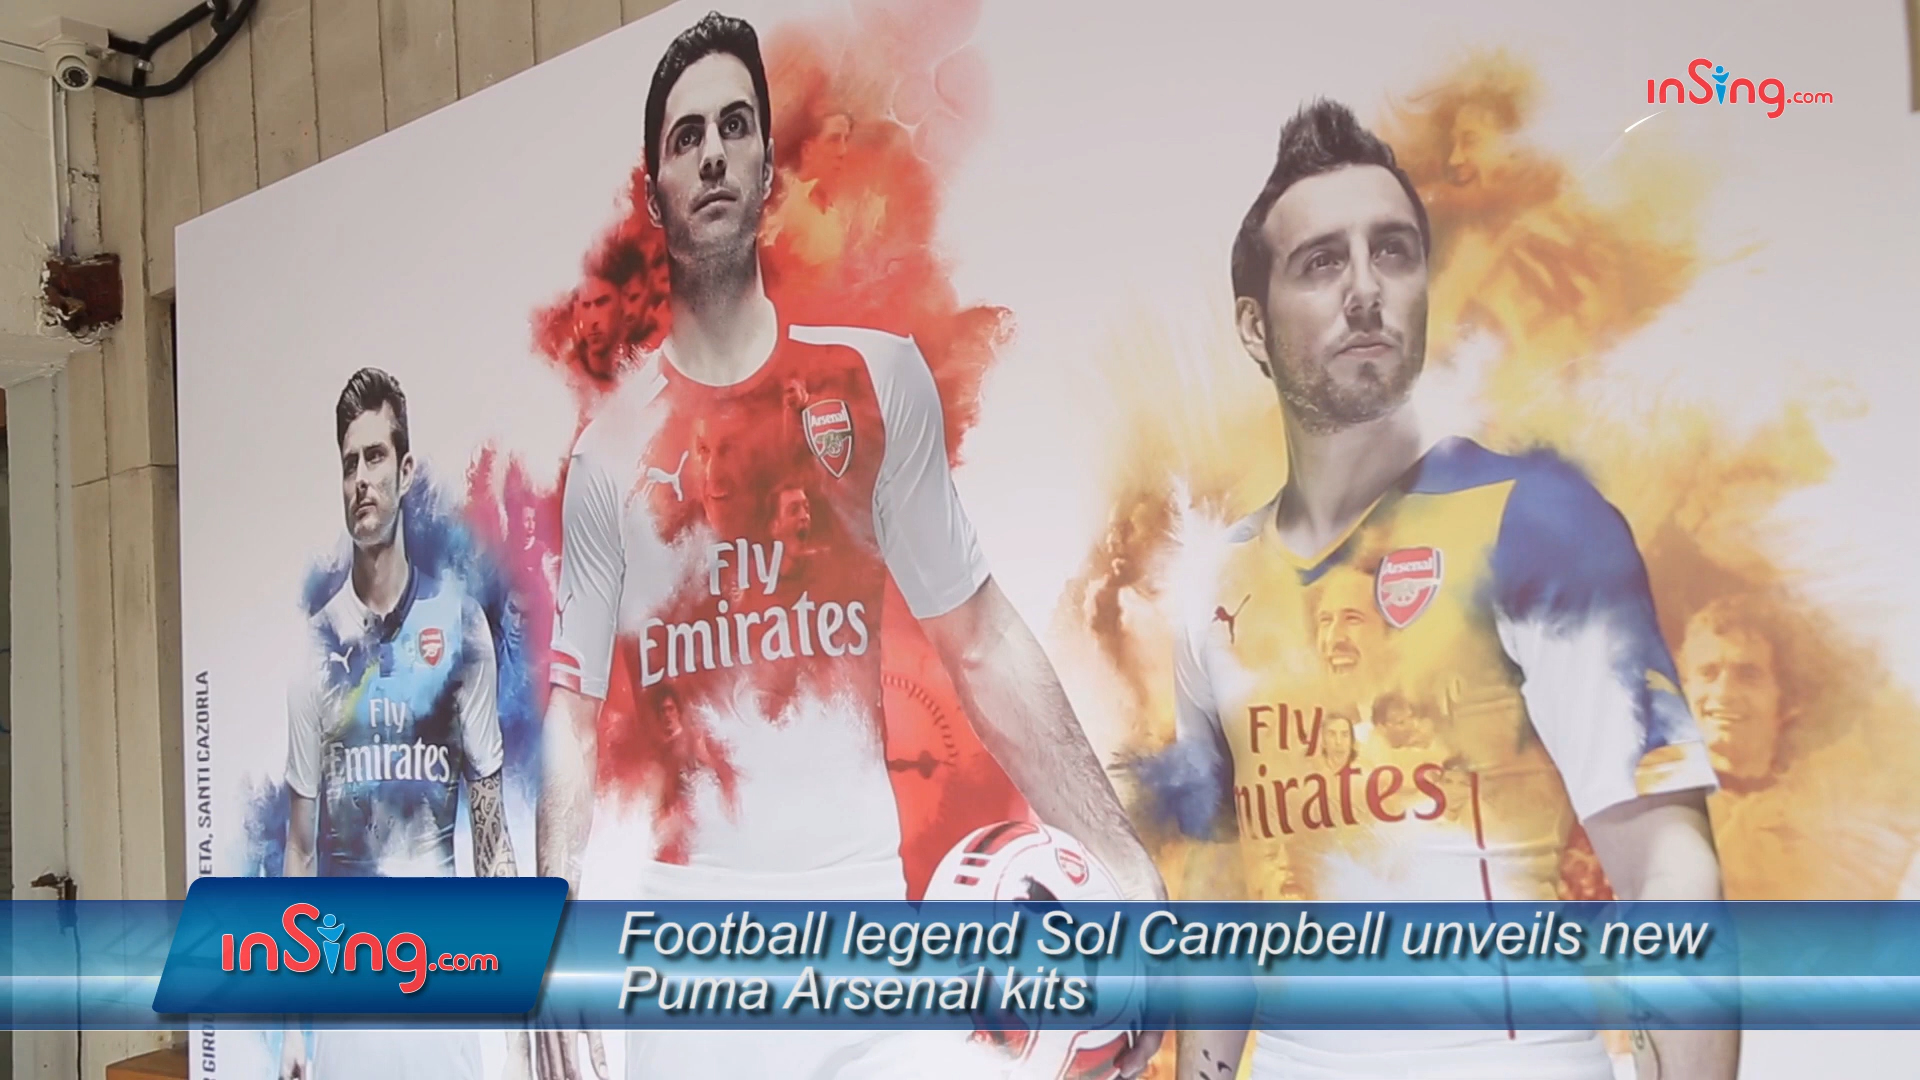 inSing.com
Arsenal
Fly
Emirates
Arsenal
Fly
mirates
Arsenal
Fly
Emirates
ETA, SANTI CAZORLA
inSing.com
Football legend Sol Campbell unveils new
Puma Arsenal kits